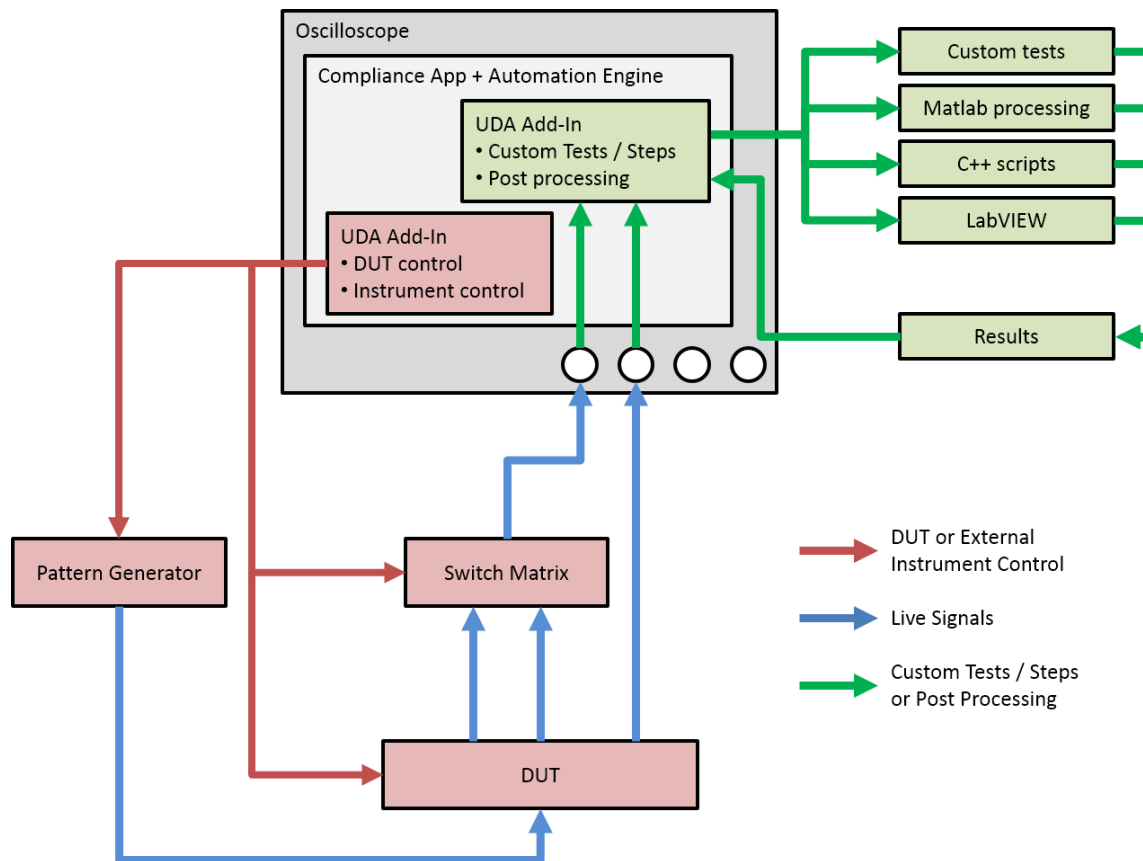 Oscilloscope
Compliance App + Automation Engine
UDA Add-In
• Custom Tests / Steps
• Post processing
UDA Add-In
• DUT control
• Instrument control
Custom tests
Matlab processing
C++ scripts
LabVIEW
Results
Pattern Generator
Switch Matrix
DUT
DUT or External
Instrument Control
Live Signals
Custom Tests / Steps
or Post Processing